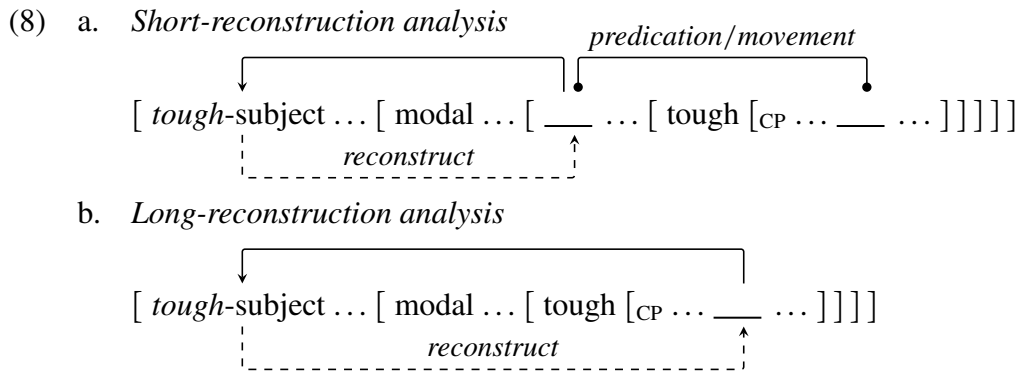 (8) a. Short-reconstruction analysis
predication/movement
[ tough-subject … [ modal … [ ___ … [ tough [CP … ___ … ] ] ] ] ]
reconstruct
b. Long-reconstruction analysis
[ tough-subject … [ modal … [ tough [CP … ___ … ] ] ] ]
reconstruct